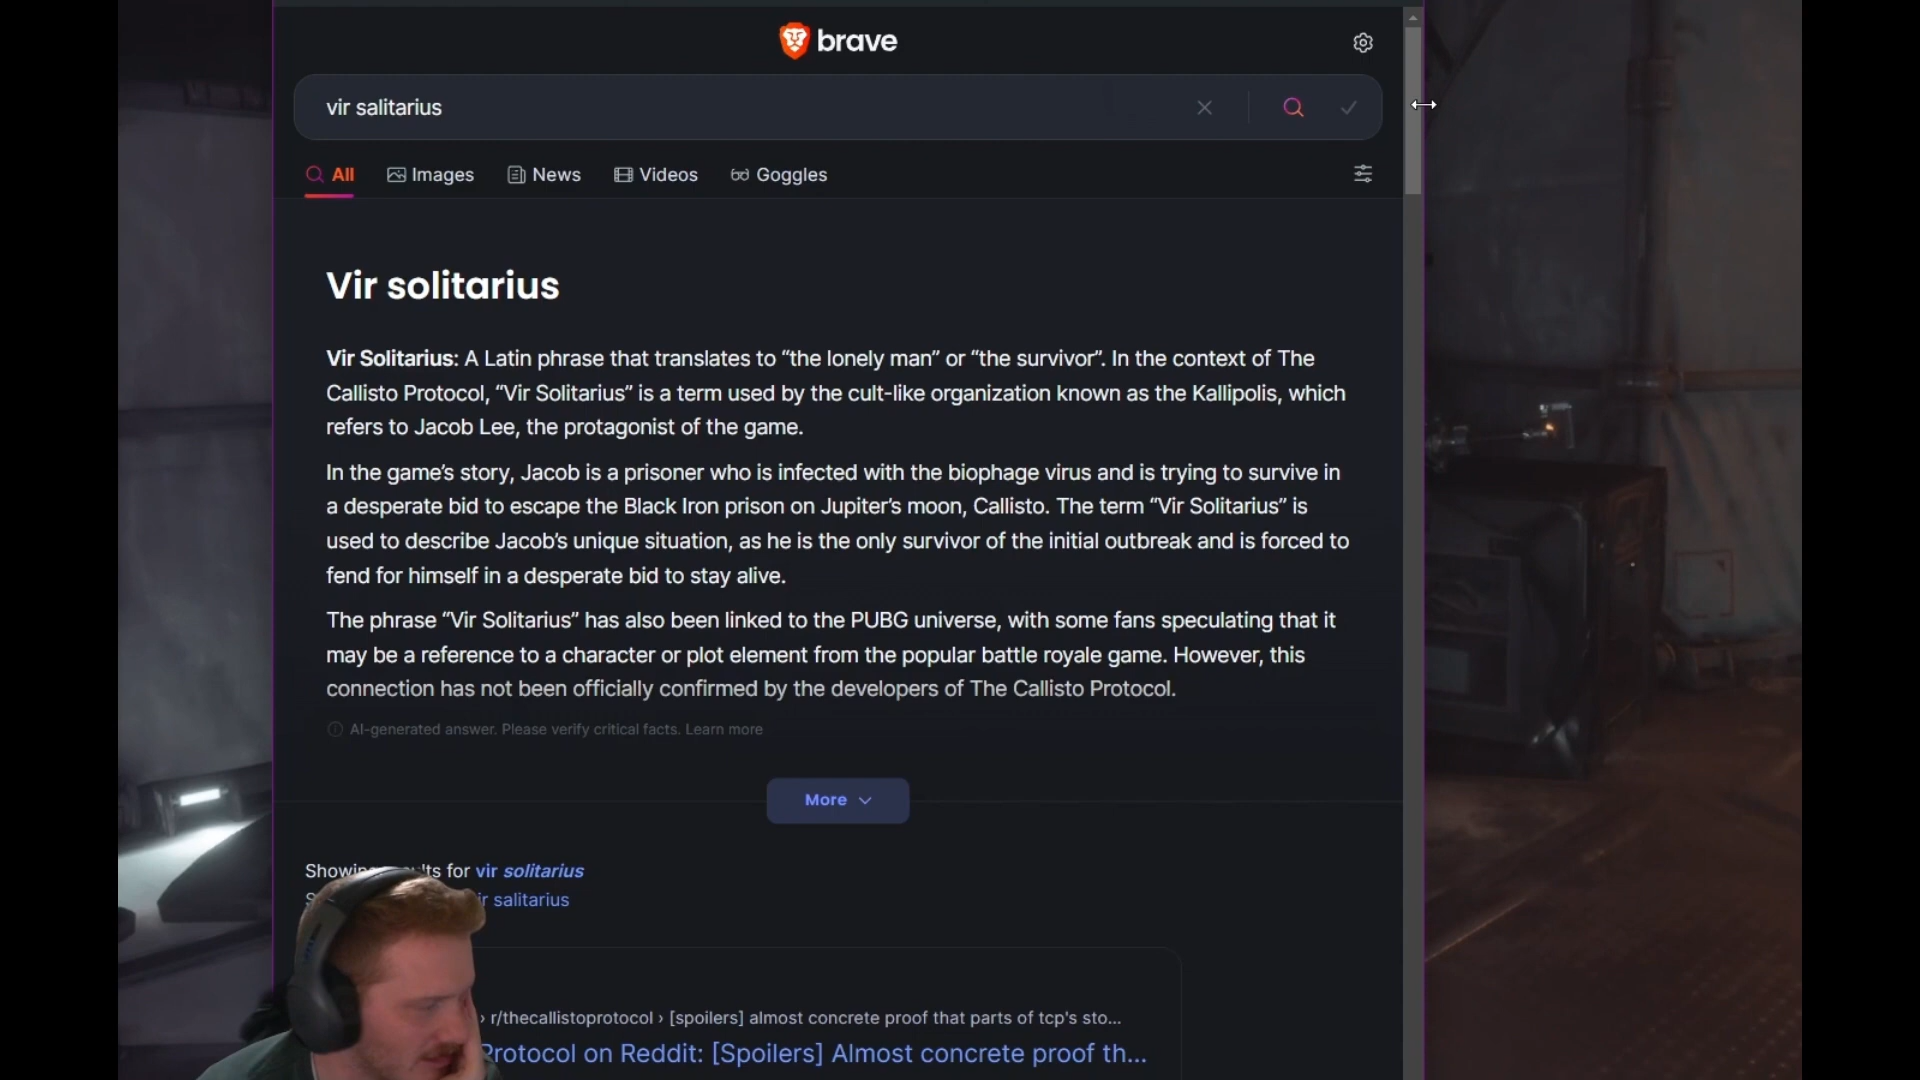 brave
vir salitarius
All Images News Videos Goggles
Vir solitarius
Vir Solitarius: A Latin phrase that translates to “the lonely man” or “the survivor”. In the context of The
Callisto Protocol, “Vir Solitarius” is a term used by the cult-like organization known as the Kallipolis, which
refers to Jacob Lee, the protagonist of the game.
In the game’s story, Jacob is a prisoner who is infected with the biophage virus and is trying to survive in
a desperate bid to escape the Black Iron prison on Jupiter’s moon, Callisto. The term “Vir Solitarius” is
used to describe Jacob’s unique situation, as he is the only survivor of the initial outbreak and is forced to
fend for himself in a desperate bid to stay alive.
The phrase “Vir Solitarius” has also been linked to the PUBG universe, with some fans speculating that it
may be a reference to a character or plot element from the popular battle royale game. However, this
connection has not been officially confirmed by the developers of The Callisto Protocol.
AI-generated answer. Please verify critical facts. Learn more
More
for vir solitarius
salitarius
› r/thecallistoprotocol › [spoilers] almost concrete proof that parts of tcp's sto...
Protocol on Reddit: [Spoilers] Almost concrete proof th...